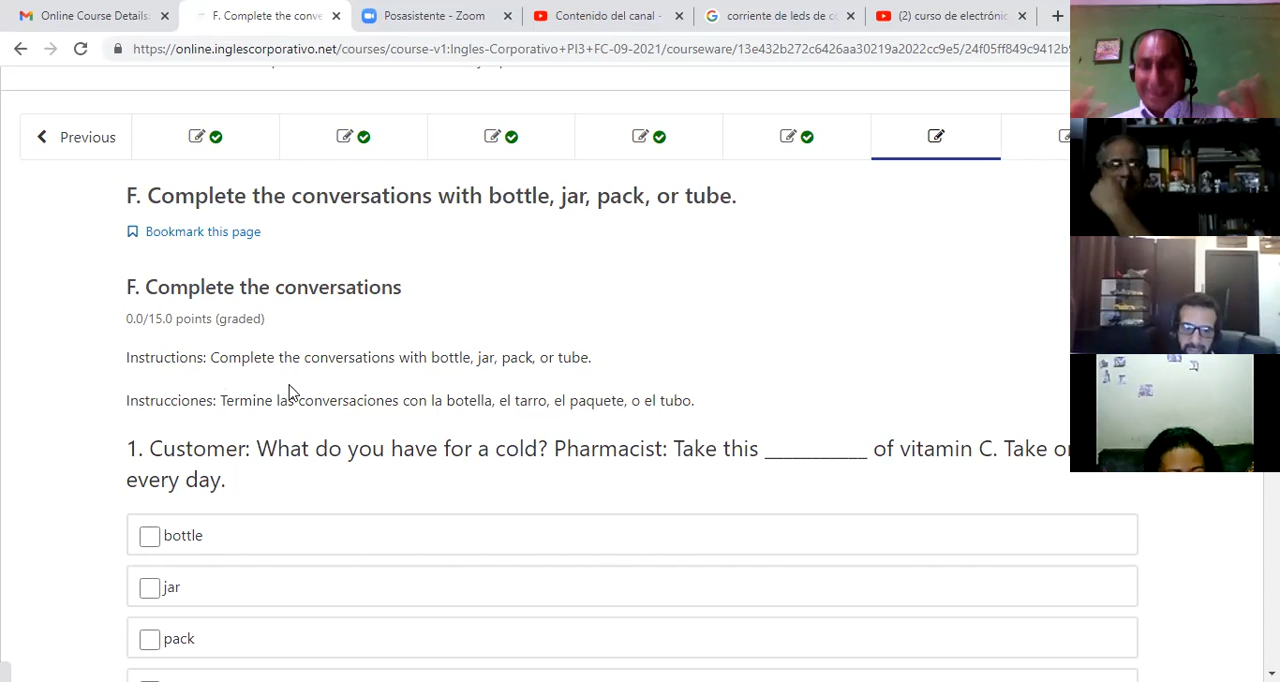 Online Course Details:
F. Complete the conve
Posasistente - Zoom
Contenido del canal -
corriente de leds de co
(2) curso de electrónic
https://online.inglescorporativo.net/courses/course-v1:Ingles-Corporativo+PI3+FC-09-2021/courseware/13e432b272c6426aa30219a2022cc9e5/24f05ff849c9412b9
Previous
F. Complete the conversations with bottle, jar, pack, or tube.
Bookmark this page
F. Complete the conversations
0.0/15.0 points (graded)
Instructions: Complete the conversations with bottle, jar, pack, or tube.
Instrucciones: Termine las conversaciones con la botella, el tarro, el paquete, o el tubo.
1. Customer: What do you have for a cold? Pharmacist: Take this __________ of vitamin C. Take
every day.
bottle
jar
pack